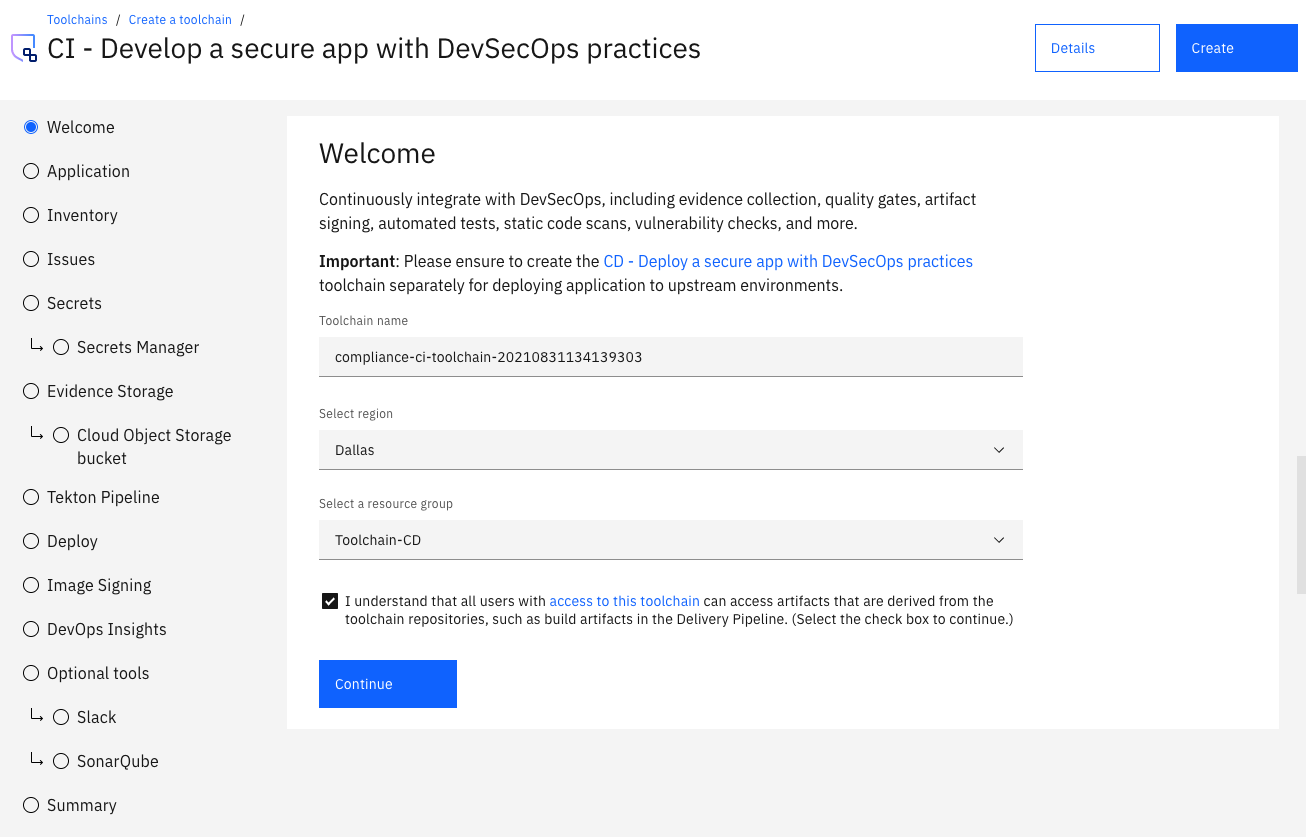 Toolchains / Create a toolchain /
CI - Develop a secure app with DevSecOps practices
Details
Create
Welcome
Application
Inventory
Issues
Secrets
Secrets Manager
Evidence Storage
Cloud Object Storage
bucket
Tekton Pipeline
Deploy
Image Signing
DevOps Insights
Optional tools
Slack
SonarQube
Summary
Welcome
Continuously integrate with DevSecOps, including evidence collection, quality gates, artifact
signing, automated tests, static code scans, vulnerability checks, and more.
Important: Please ensure to create the CD - Deploy a secure app with DevSecOps practices
toolchain separately for deploying application to upstream environments.
Toolchain name
compliance-ci-toolchain-20210831134139303
Select region
Dallas
Select a resource group
Toolchain-CD
I understand that all users with access to this toolchain can access artifacts that are derived from the
toolchain repositories, such as build artifacts in the Delivery Pipeline. (Select the check box to continue.)
Continue